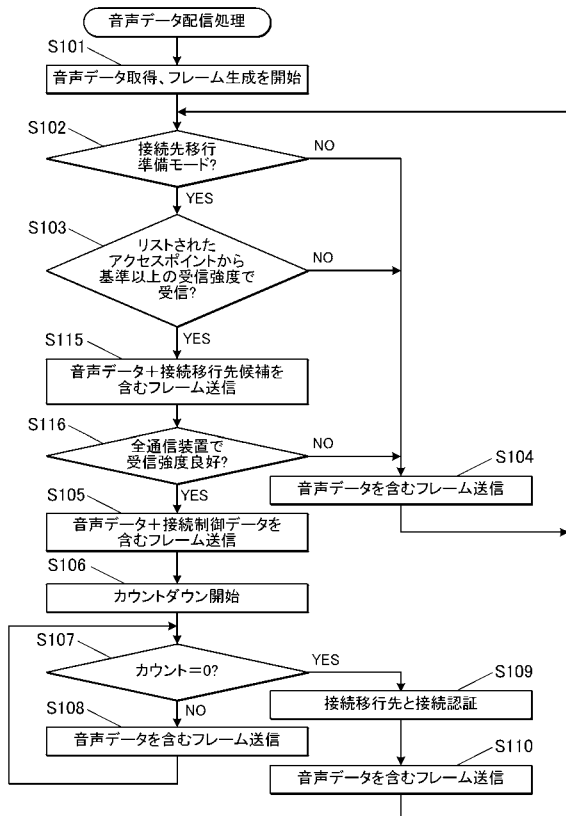 音声データ配信処理
S101
音声データ取得、フレーム生成を開始
S102
接続先移行
準備モード?
NO
YES
S103
リストされた
アクセスポイントから
基準以上の受信強度で
受信?
NO
YES
S115
音声データ+接続移行先候補を
含むフレーム送信
S116
全通信装置で
受信強度良好?
NO
YES
S104
音声データを含むフレーム送信
S105
音声データ+接続制御データを
含むフレーム送信
S106
カウントダウン開始
S107
カウント=0?
YES
NO
S109
接続移行先と接続認証
S108
音声データを含むフレーム送信
S110
音声データを含むフレーム送信